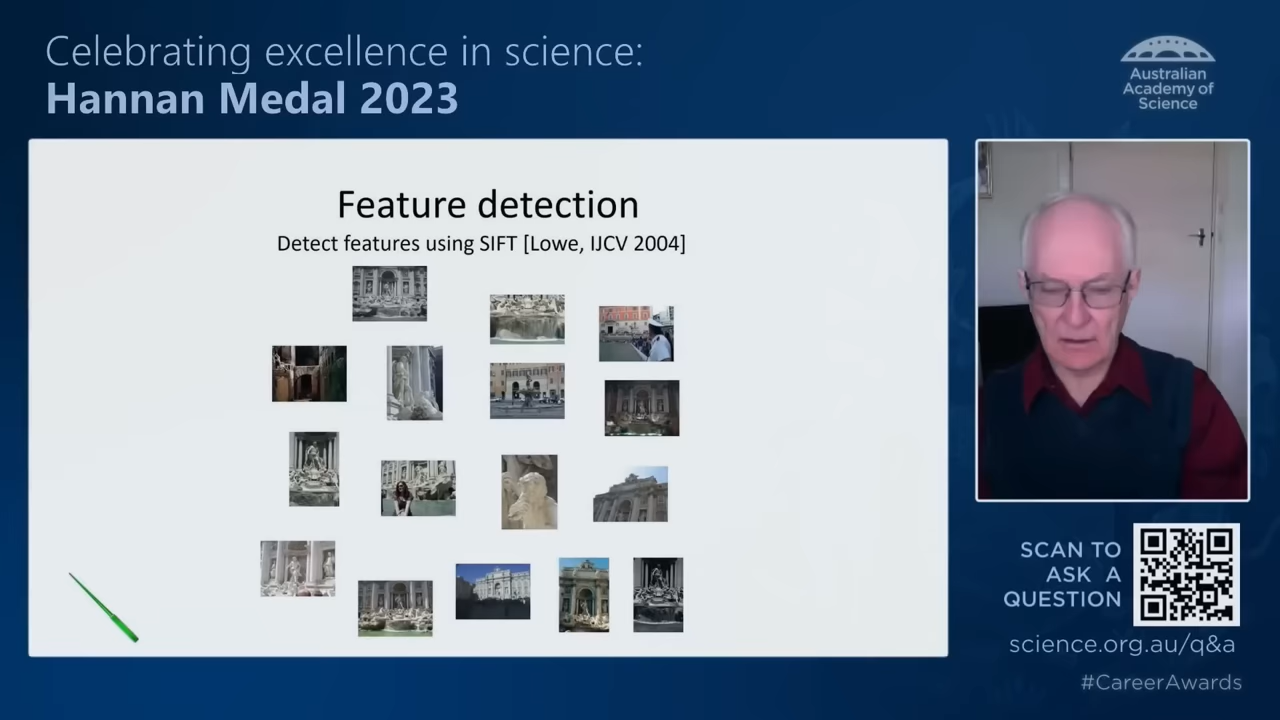 Celebrating excellence in science:
Hannan Medal 2023
Australian
Academy of
Science
Feature detection
Detect features using SIFT [Lowe, IJCV 2004]
SCAN TO
ASK A
QUESTION
science.org.au/q&a
#CareerAwards